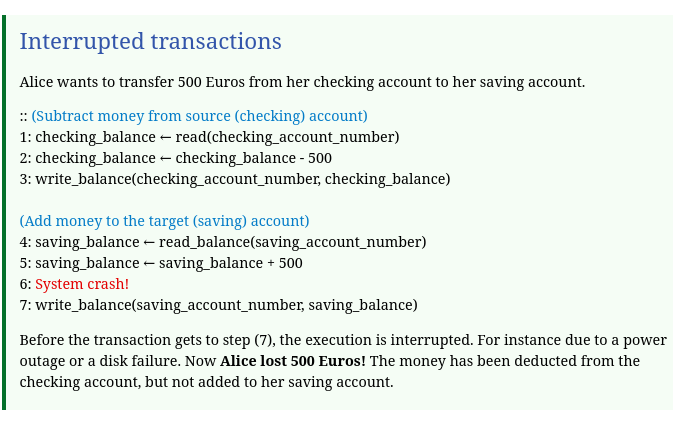 Interrupted transactions
Alice wants to transfer 500 Euros from her checking account to her saving account.
:: (Subtract money from source (checking) account)
1: checking_balance ← read(checking_account_number)
2: checking_balance ← checking_balance - 500
3: write_balance(checking_account_number, checking_balance)
(Add money to the target (saving) account)
4: saving_balance ← read_balance(saving_account_number)
5: saving_balance ← saving_balance + 500
6: System crash!
7: write_balance(saving_account_number, saving_balance)
Before the transaction gets to step (7), the execution is interrupted. For instance due to a power
outage or a disk failure. Now Alice lost 500 Euros! The money has been deducted from the
checking account, but not added to her saving account.